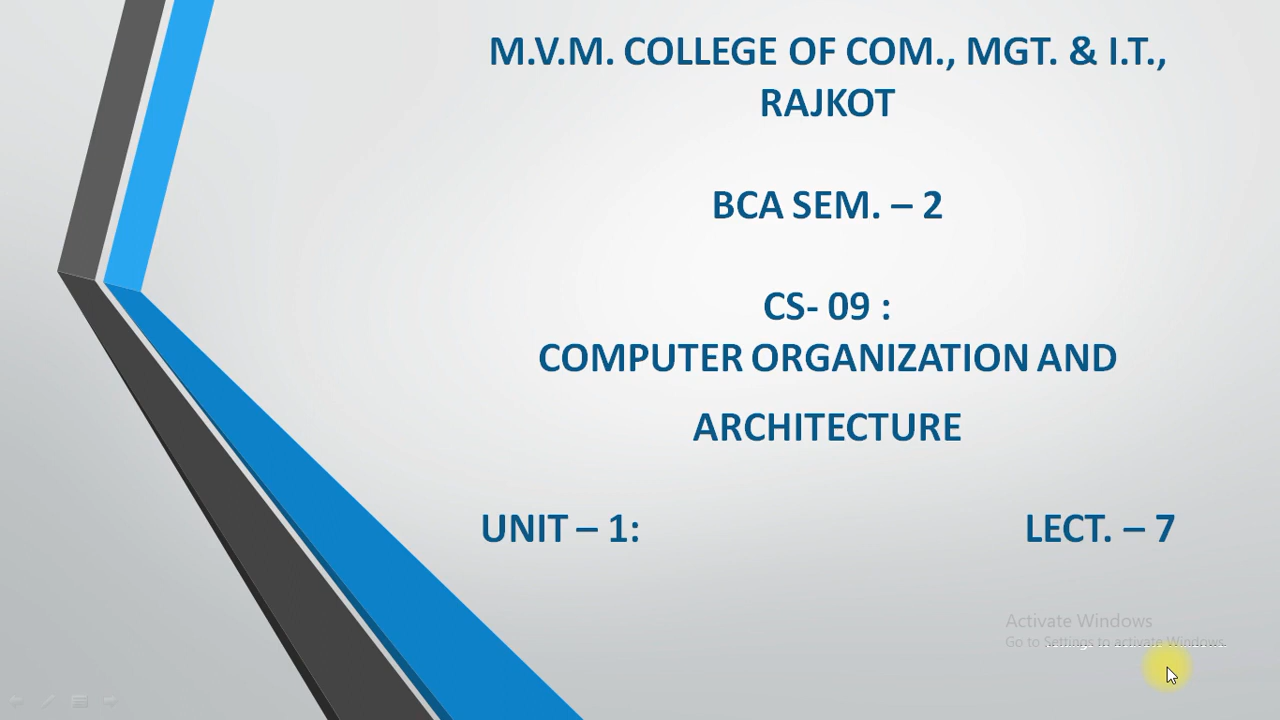 M.V.M. COLLEGE OF COM., MGT. & I.T.,
RAJKOT
BCA SEM. – 2
CS- 09 :
COMPUTER ORGANIZATION AND
ARCHITECTURE
UNIT – 1: LECT. – 7
Activate Windows
Go to Settings to activate Windows.